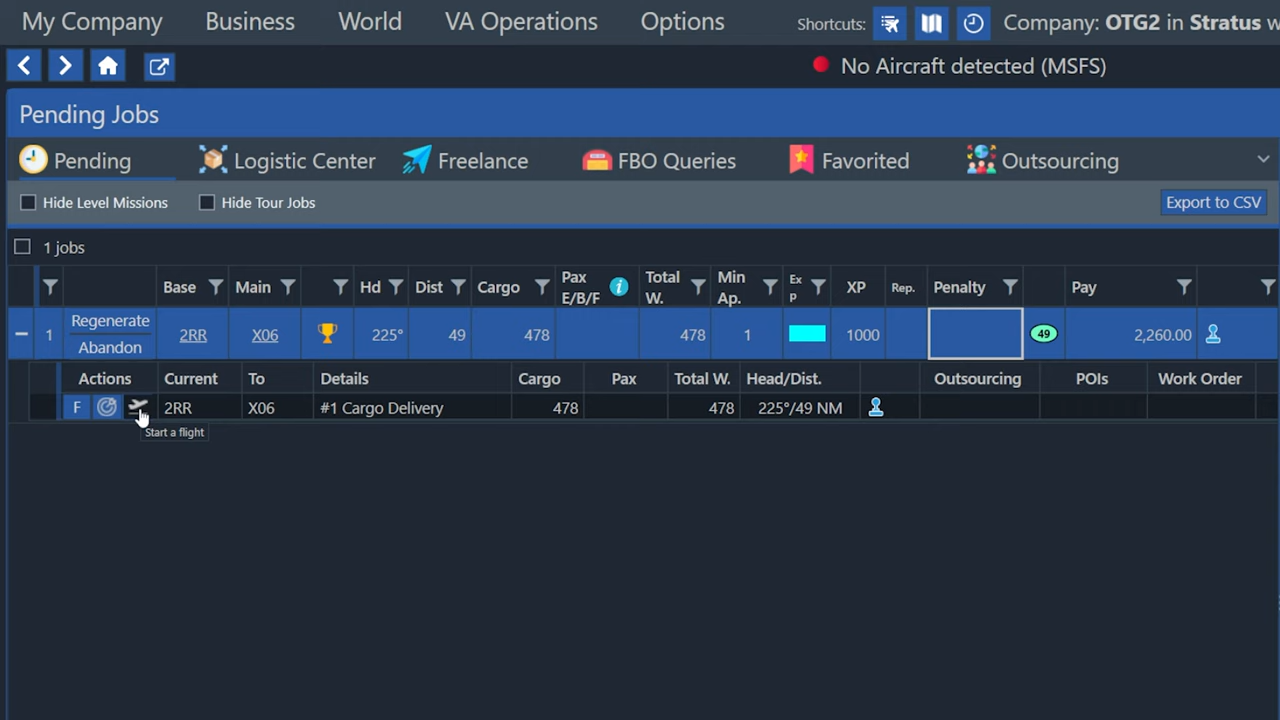 My Company Business World VA Operations Options Shortcuts: Company: OTG2 in Stratus w
No Aircraft detected (MSFS)
Pending Jobs
Pending Logistic Center Freelance FBO Queries Favorited Outsourcing
Hide Level Missions Hide Tour Jobs Export to CSV
1 jobs
Base Main Hd Dist Cargo Pax E/B/F Total W. Min Ap. Ex p XP Rep. Penalty Pay
1 Regenerate Abandon 2RR X06 225° 49 478 478 1 1000 49 2,260.00
Actions Current To Details Cargo Pax Total W. Head/Dist. Outsourcing POIs Work Order
F 2RR X06 #1 Cargo Delivery 478 478 225°/49 NM
Start a flight